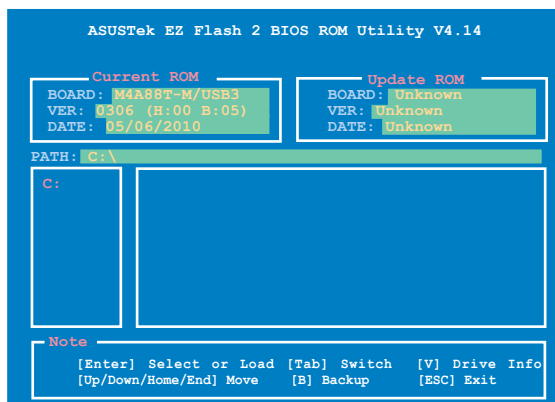 ASUSTek EZ Flash 2 BIOS ROM Utility V4.14
Current ROM
BOARD: M4A88T-M/USB3
VER: 0306 (H:00 B:05)
DATE: 05/06/2010
Update ROM
BOARD: Unknown
VER: Unknown
DATE: Unknown
PATH: C:\
C:
Note
[Enter] Select or Load [Tab] Switch [V] Drive Info
[Up/Down/Home/End] Move [B] Backup [ESC] Exit